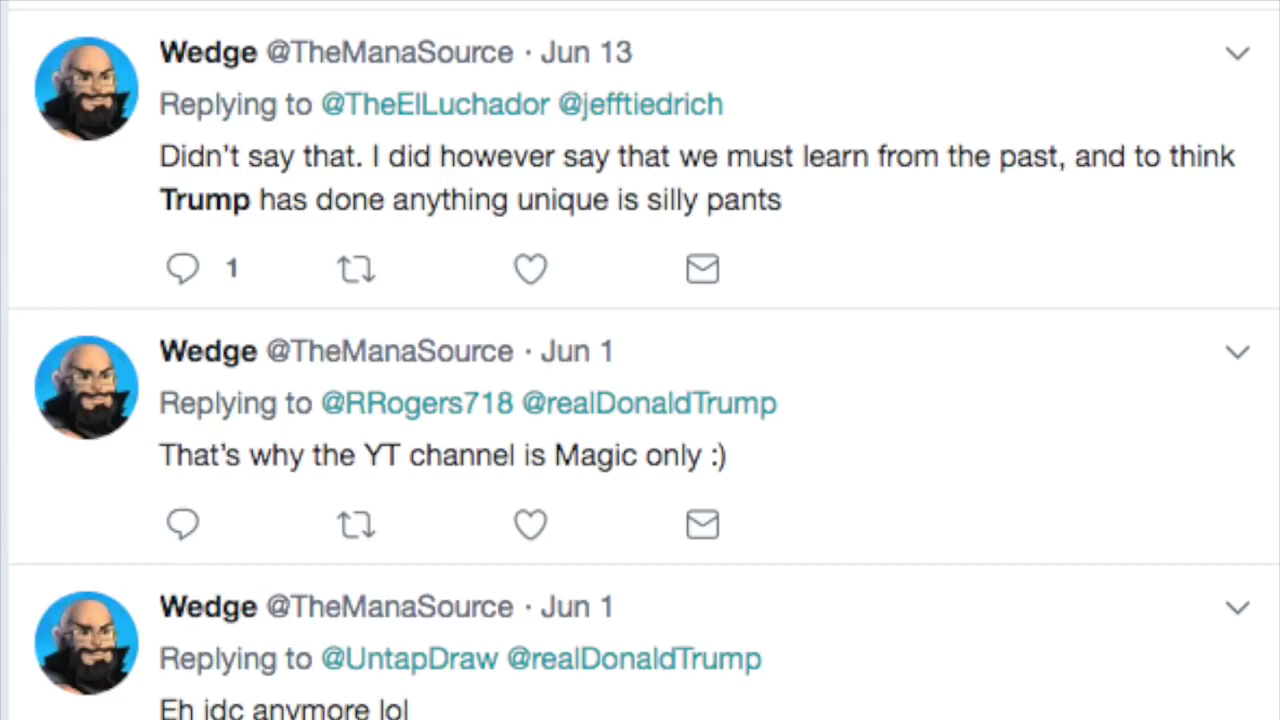 Wedge @TheManaSource · Jun 13
Replying to @TheElLuchador @jefftiedrich
Didn't say that. I did however say that we must learn from the past, and to think
Trump has done anything unique is silly pants
1
Wedge @TheManaSource · Jun 1
Replying to @RRogers718 @realDonaldTrump
That's why the YT channel is Magic only :)
Wedge @TheManaSource · Jun 1
Replying to @UntapDraw @realDonaldTrump
Eh idc anymore lol